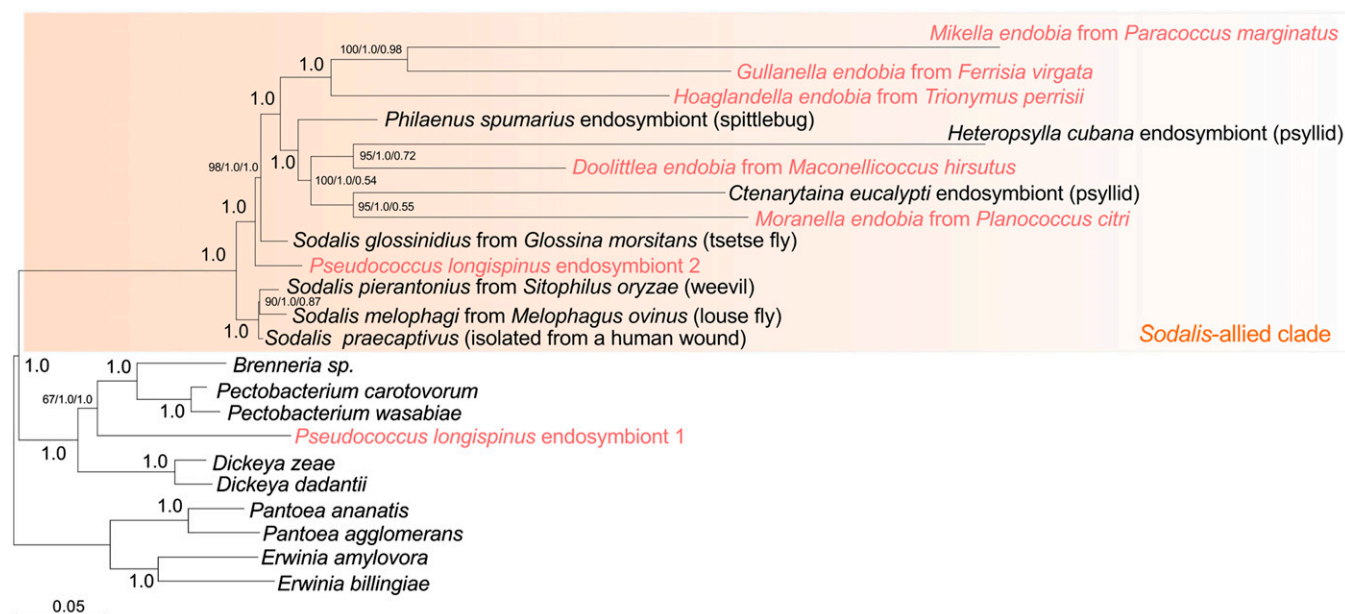 Mikella endobia from Paracoccus marginatus
100/1.0/0.98
1.0
Gullanella endobia from Ferrisia virgata
1.0
Hoaglandella endobia from Trionymus perrisii
Philaenus spumarius endosymbiont (spittlebug)
Heteropsylla cubana endosymbiont (psyllid)
95/1.0/0.72
1.0
98/1.0/1.0
Doolittlea endobia from Maconellicoccus hirsutus
100/1.0/0.54
Ctenarytaina eucalypti endosymbiont (psyllid)
95/1.0/0.55
1.0
Moranella endobia from Planococcus citri
Sodalis glossinidius from Glossina morsitans (tsetse fly)
1.0
Pseudococcus longispinus endosymbiont 2
Sodalis pierantonius from Sitophilus oryzae (weevil)
90/1.0/0.87
Sodalis melophagi from Melophagus ovinus (louse fly)
1.0
Sodalis praecaptivus (isolated from a human wound)
Sodalis-allied clade
1.0
1.0
Brenneria sp.
Pectobacterium carotovorum
67/1.0/1.0
1.0
Pectobacterium wasabiae
Pseudococcus longispinus endosymbiont 1
1.0
1.0
Dickeya zeae
Dickeya dadantii
1.0
Pantoea ananatis
Pantoea agglomerans
Erwinia amylovora
1.0
Erwinia billingiae
0.05